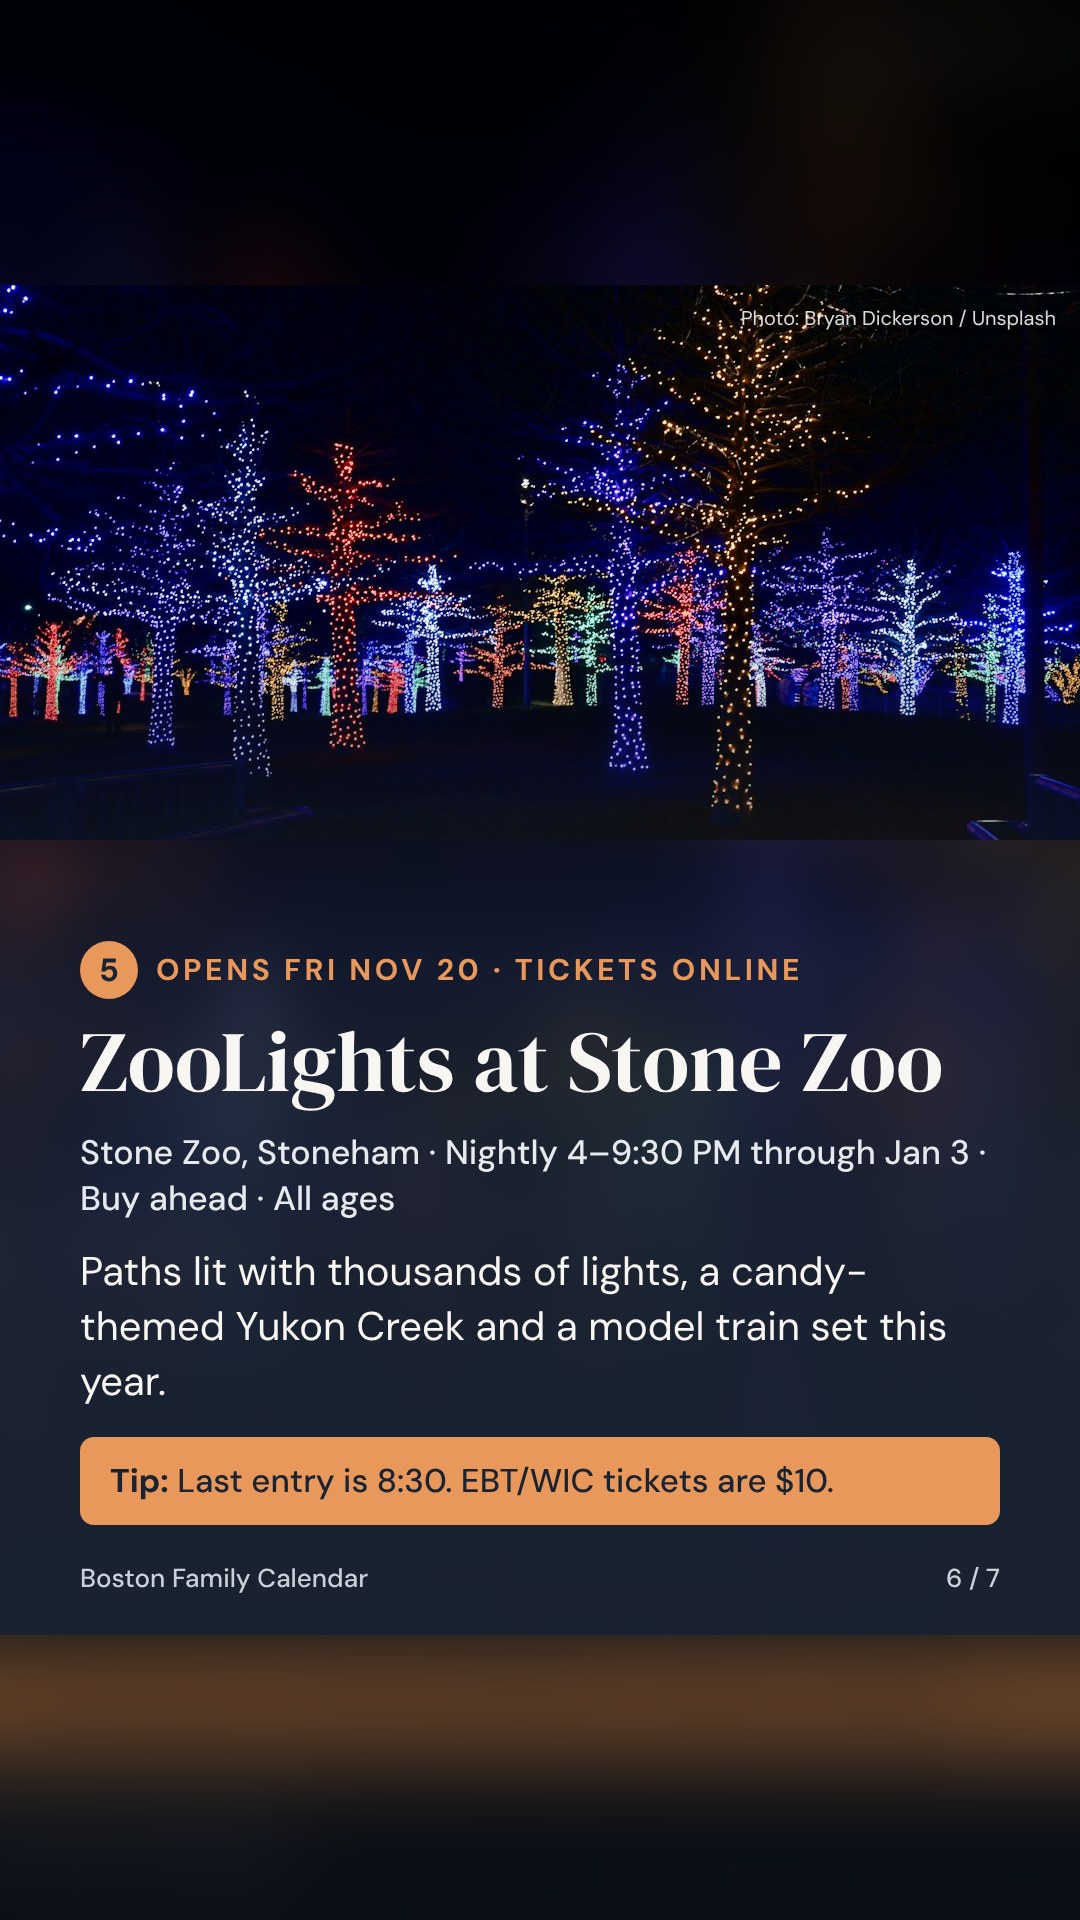 Photo: Bryan Dickerson / Unsplash
5 OPENS FRI NOV 20 · TICKETS ONLINE
ZooLights at Stone Zoo
Stone Zoo, Stoneham · Nightly 4–9:30 PM through Jan 3 ·
Buy ahead · All ages
Paths lit with thousands of lights, a candy-
themed Yukon Creek and a model train set this
year.
Tip: Last entry is 8:30. EBT/WIC tickets are $10.
Boston Family Calendar 6 / 7